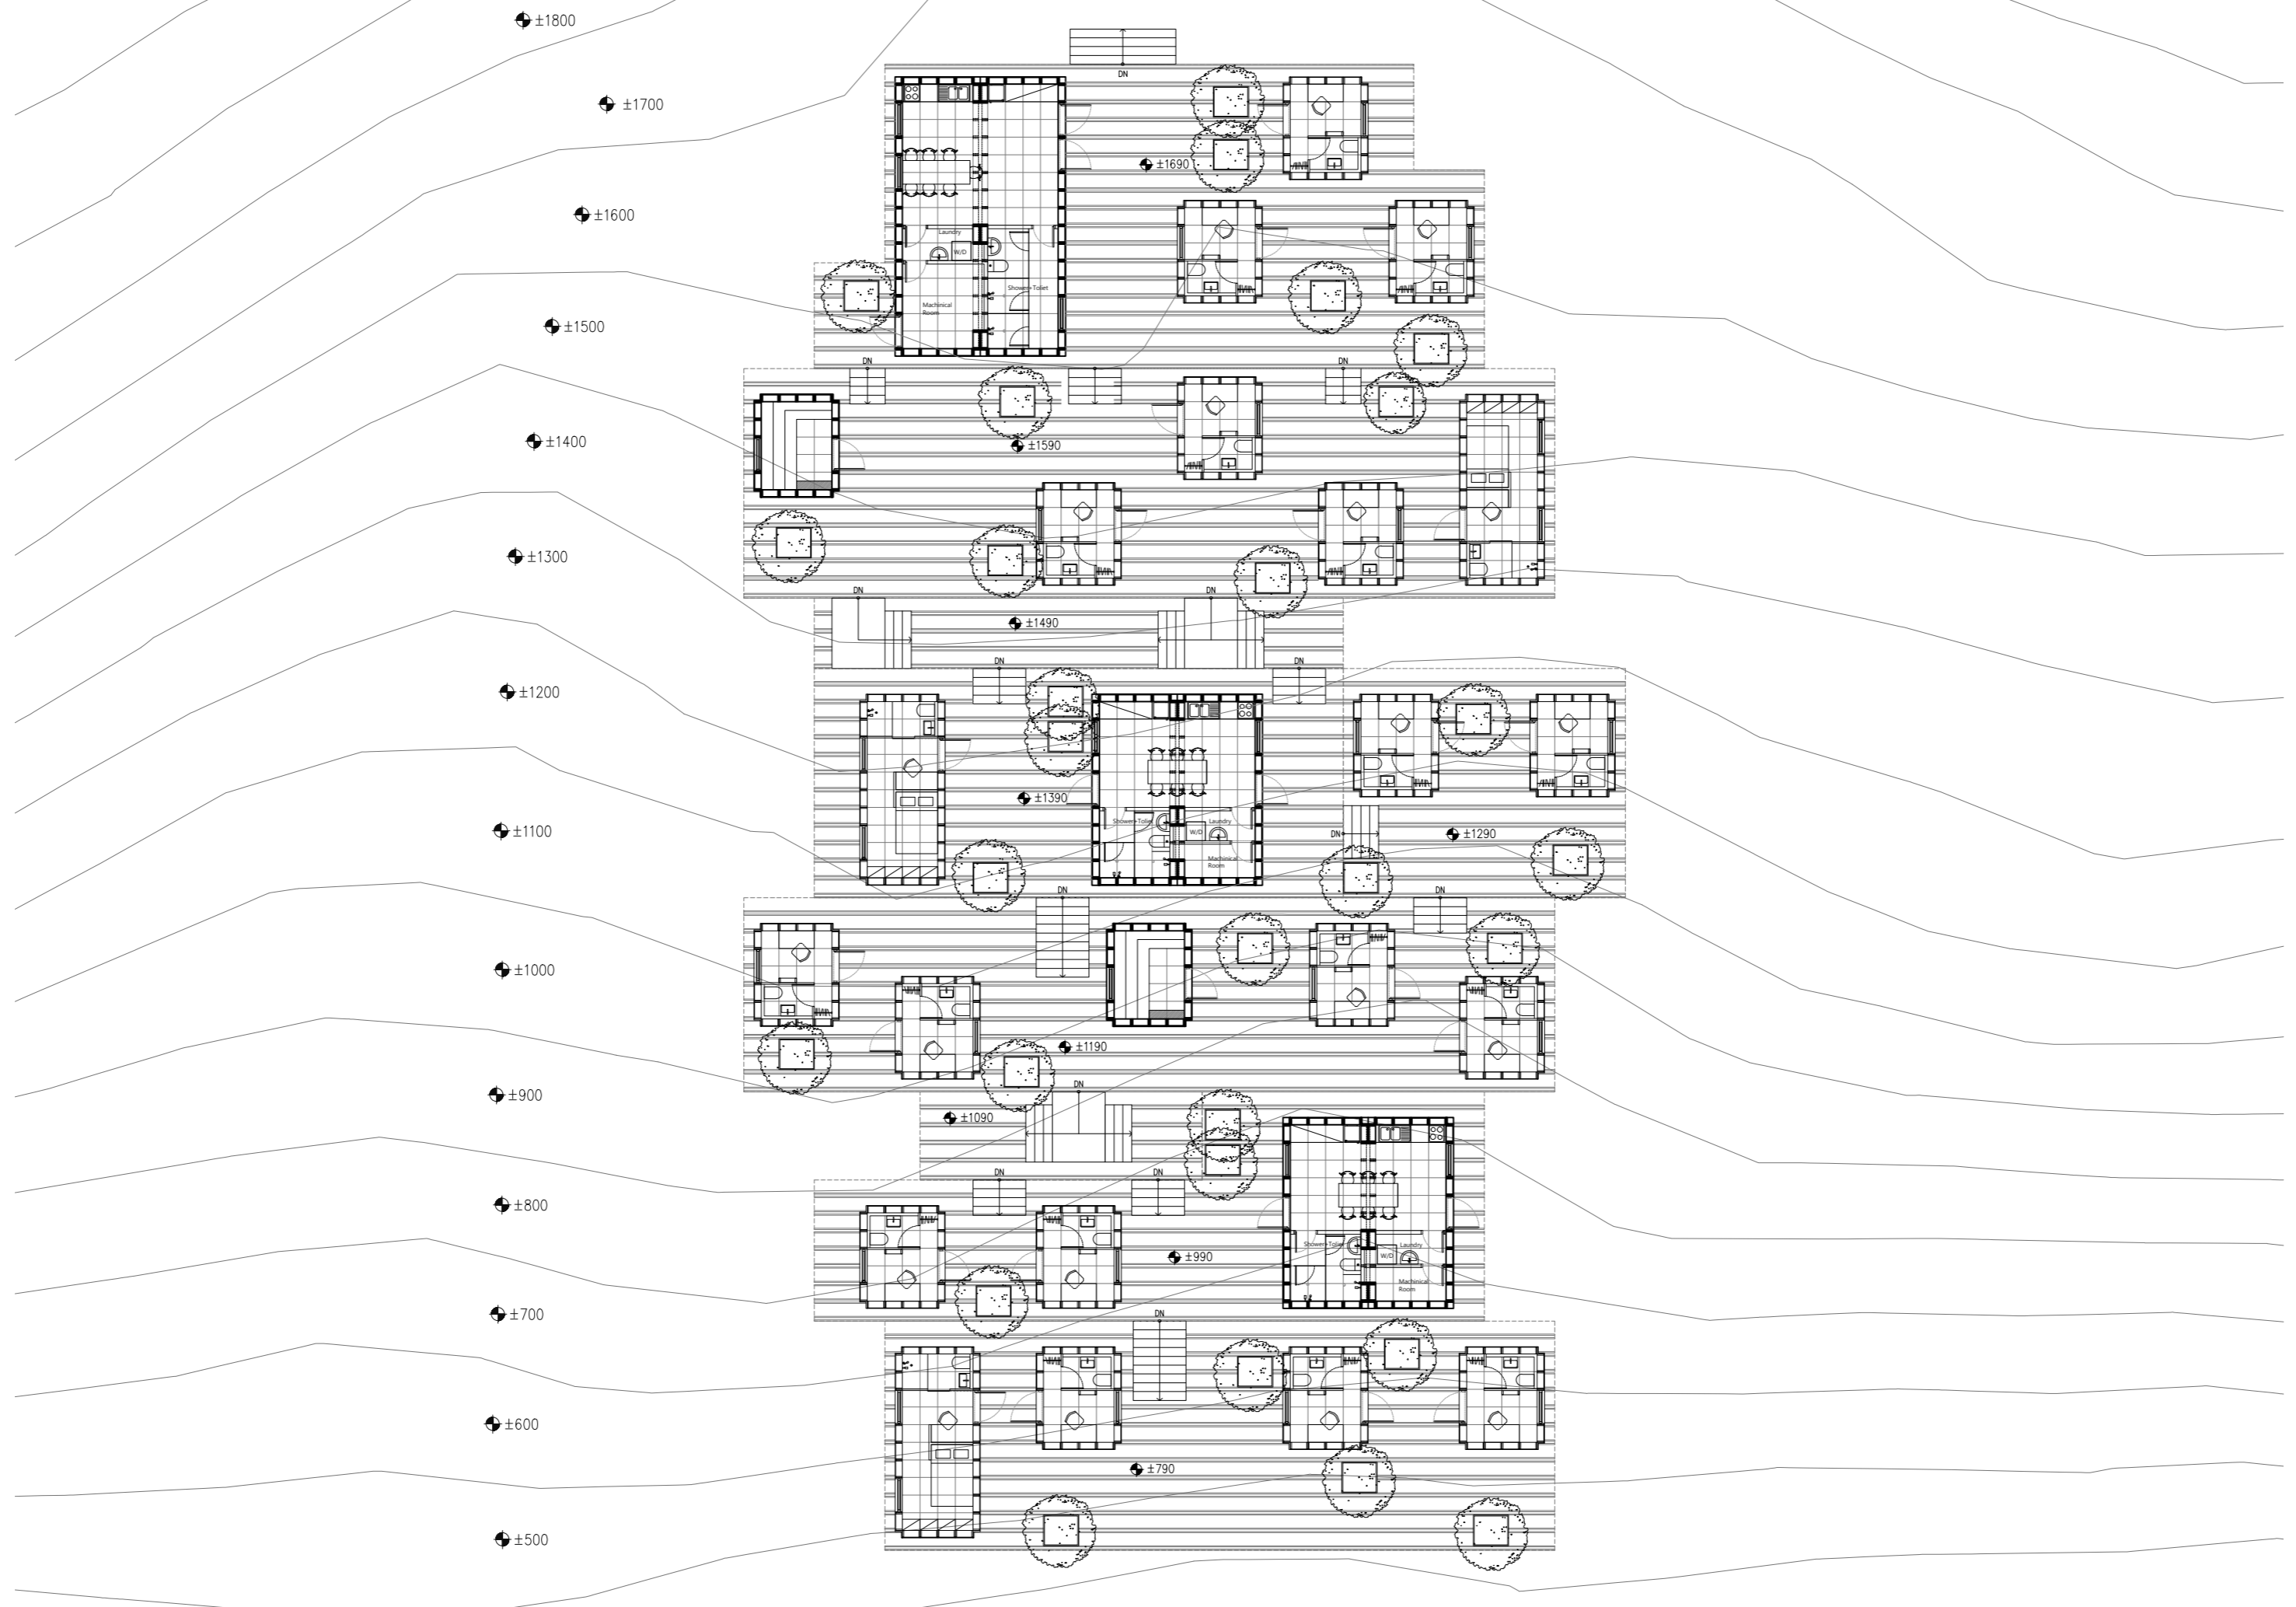 ±1800
DN
±1700
±1690
±1600
Laundry
W/D
Shower+Toilet
Machinical
Room
±1500
DN
DN
DN
±1400
±1590
±1300
DN
DN
±1490
DN
DN
±1200
±1390
Shower+Toilet
Laundry
W/D
Machinical
Room
±1100
DN
±1290
DN
DN
±1000
±1190
DN
±900
±1090
DN
DN
±800
Shower+Toilet
Laundry
W/D
±990
Machinical
Room
±700
DN
±600
±790
±500